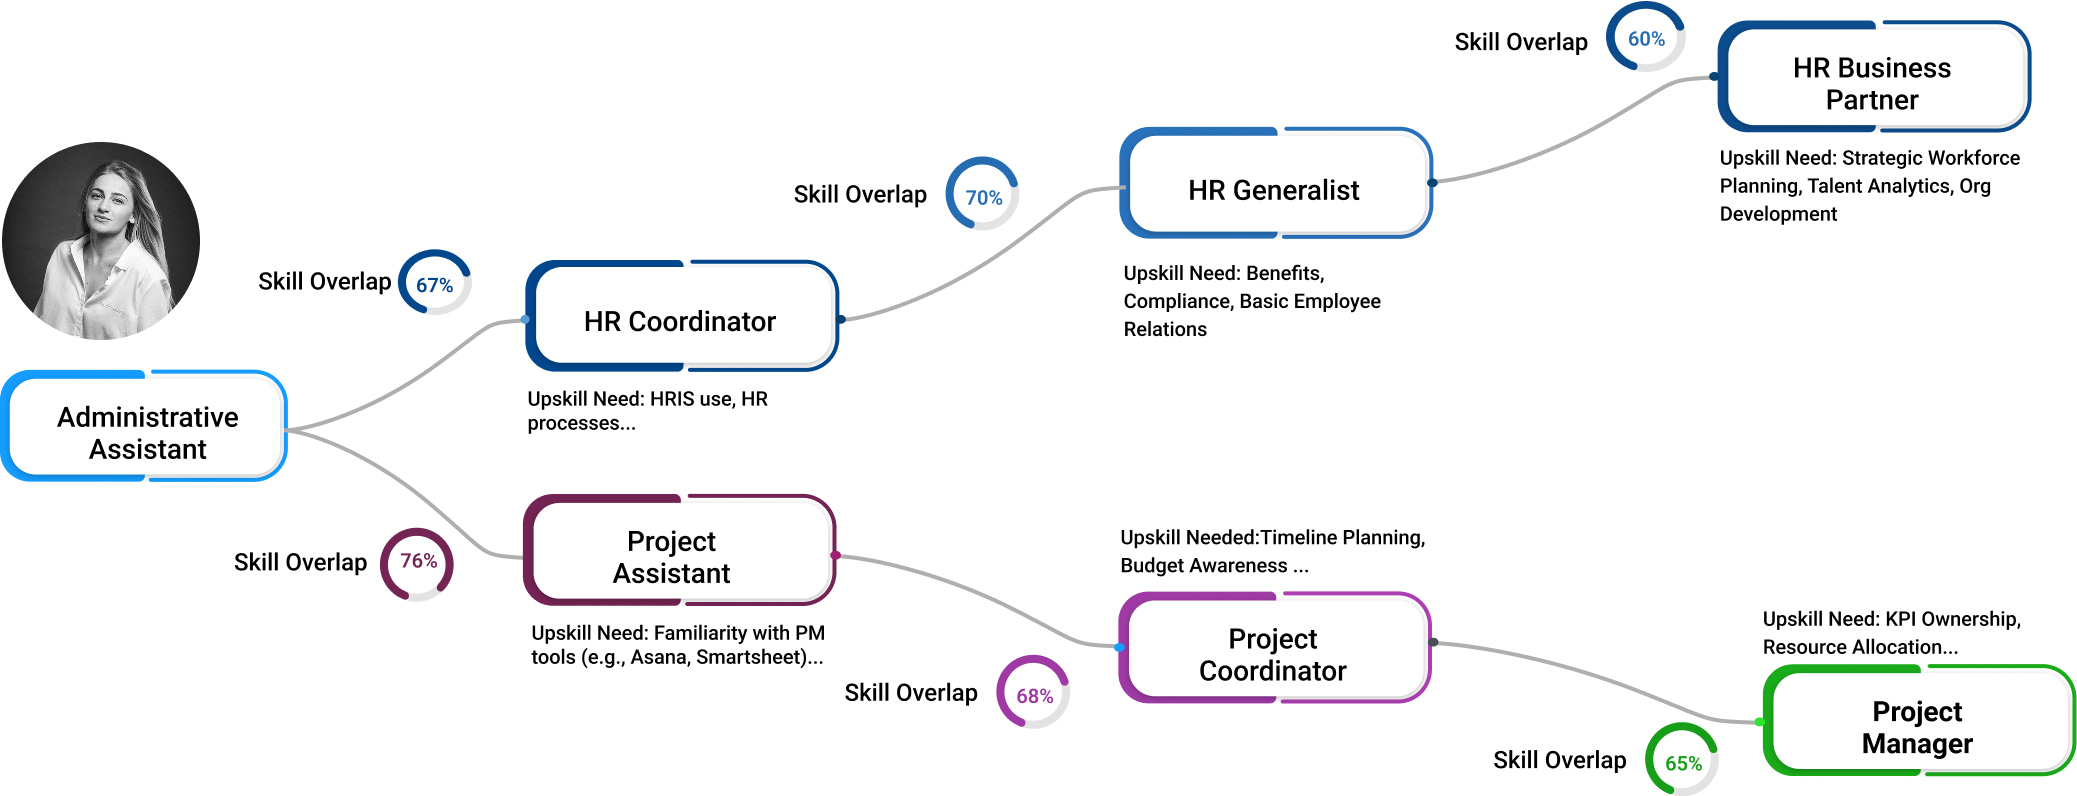 Skill Overlap
60%
HR Business
Partner
Upskill Need: Strategic Workforce
Planning, Talent Analytics, Org
Development
Skill Overlap
70%
HR Generalist
Upskill Need: Benefits,
Compliance, Basic Employee
Relations
Skill Overlap
67%
HR Coordinator
Upskill Need: HRIS use, HR
processes...
Administrative
Assistant
Skill Overlap
76%
Project
Assistant
Upskill Need: Familiarity with PM
tools (e.g., Asana, Smartsheet)...
Upskill Needed:Timeline Planning,
Budget Awareness ...
Skill Overlap
68%
Project
Coordinator
Upskill Need: KPI Ownership,
Resource Allocation...
Skill Overlap
65%
Project
Manager